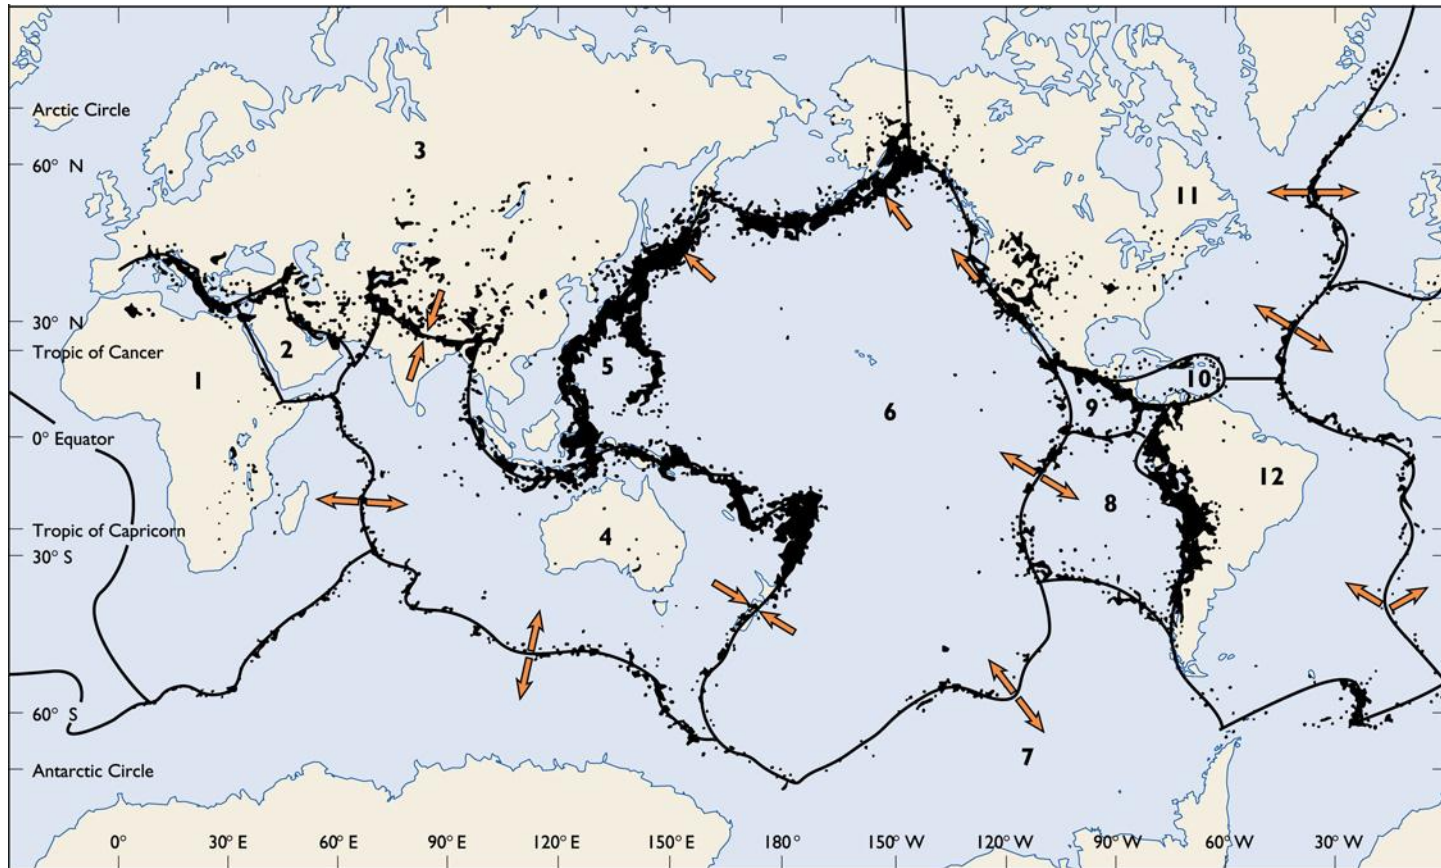 Arctic Circle
3
60° N
11
30° N
Tropic of Cancer
2
5
10
1
9
6
0° Equator
12
8
Tropic of Capricorn
4
30° S
60° S
7
Antarctic Circle
0° 30° E 60° E 90° E 120° E 150° E 180° 150° W 120° W 90° W 60° W 30° W